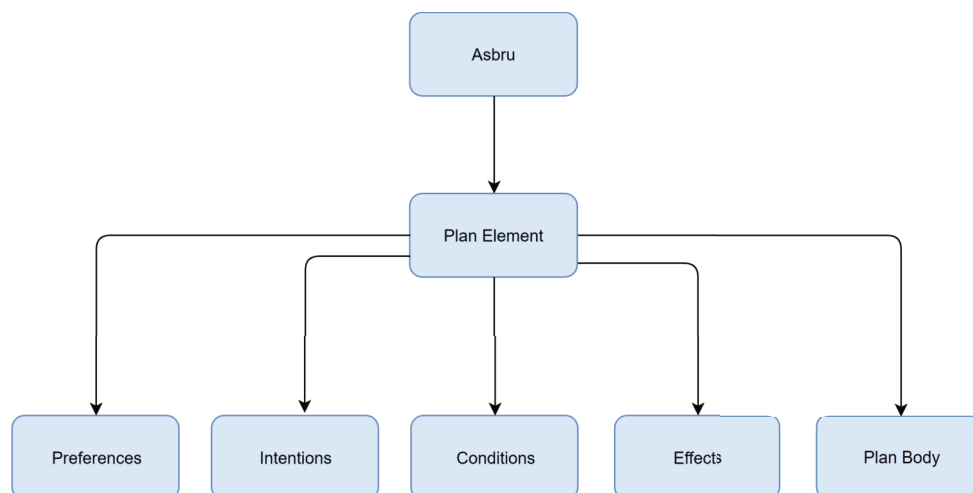 Asbru
Plan Element
Preferences
Intentions
Conditions
Effects
Plan Body